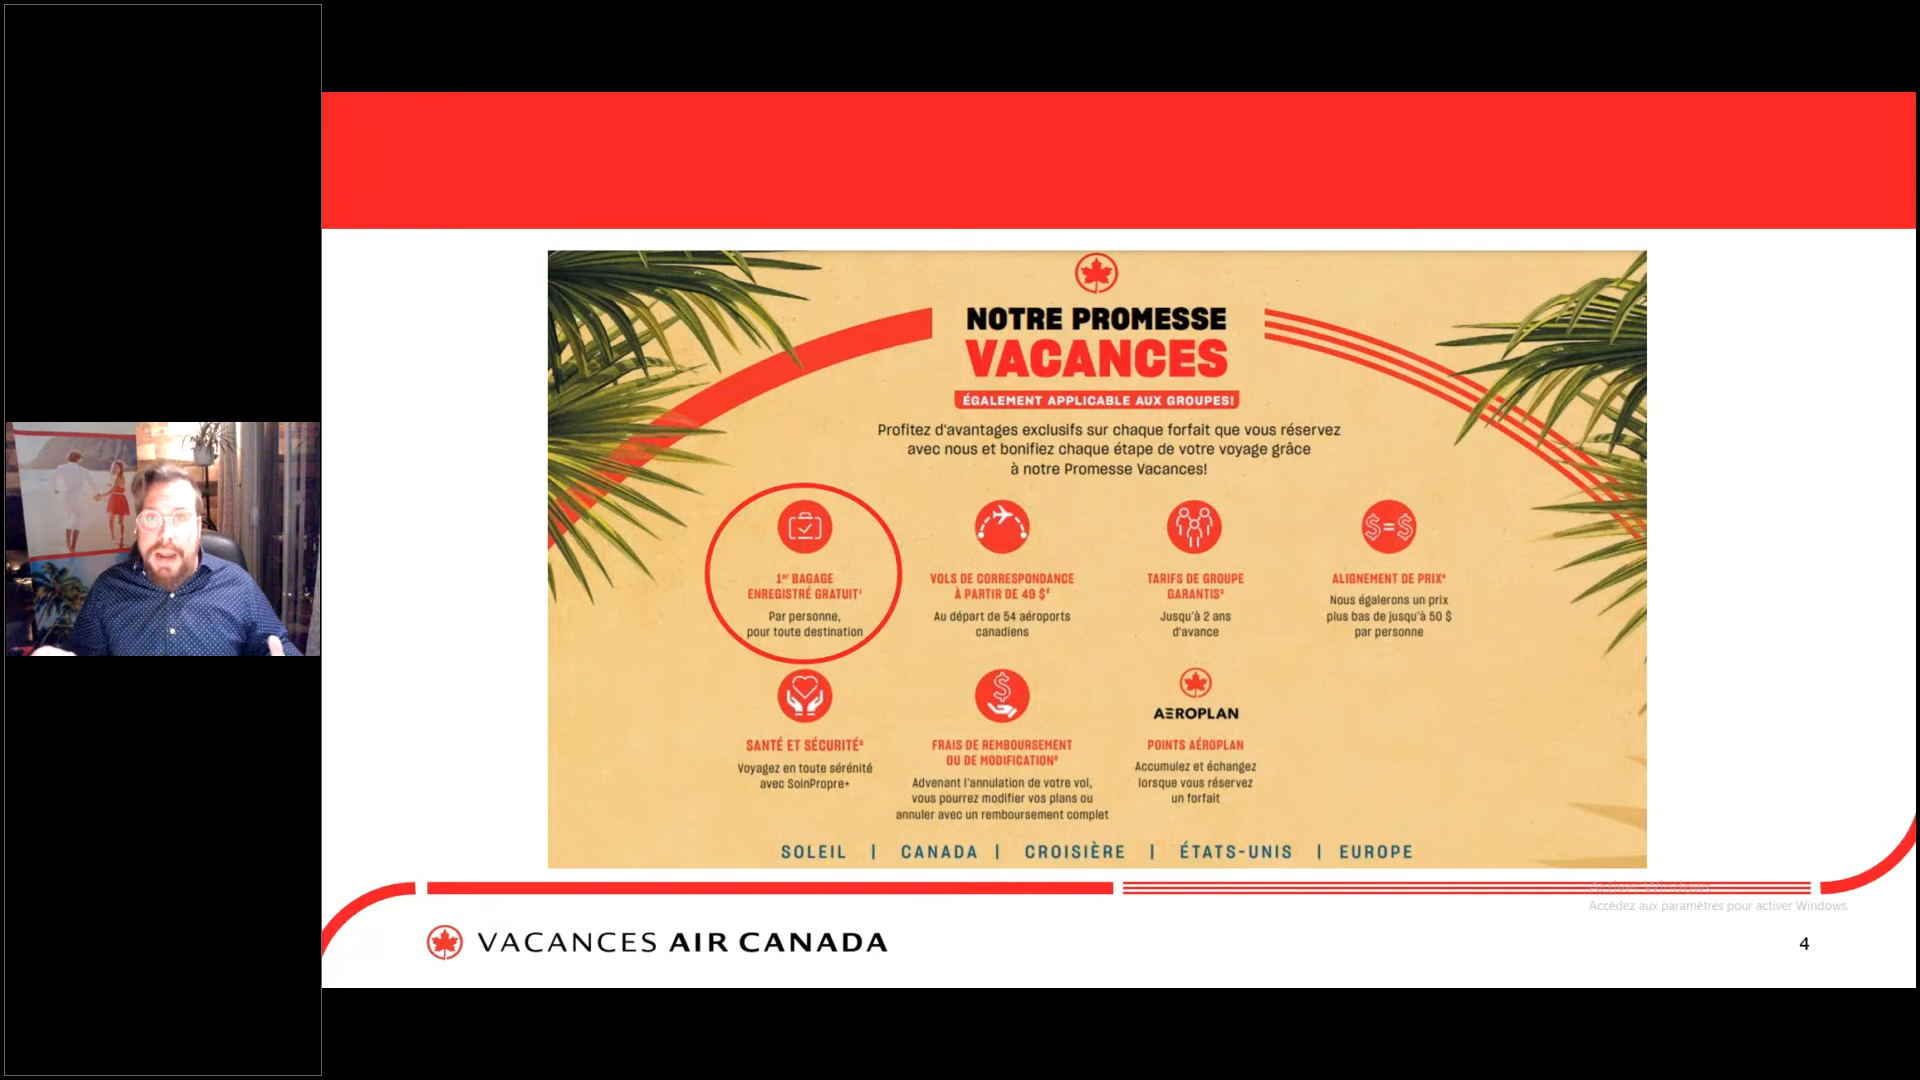 NOTRE PROMESSE
VACANCES
ÉGALEMENT APPLICABLE AUX GROUPES!
Profitez d'avantages exclusifs sur chaque forfait que vous réservez
avec nous et bonifiez chaque étape de votre voyage grâce
à notre Promesse Vacances!
1er BAGAGE
ENREGISTRÉ GRATUIT¹
Par personne,
pour toute destination
VOLS DE CORRESPONDANCE
À PARTIR DE 49 $²
Au départ de 54 aéroports
canadiens
TARIFS DE GROUPE
GARANTIS³
Jusqu'à 2 ans
d'avance
$=$
ALIGNEMENT DE PRIX⁴
Nous égalerons un prix
plus bas de jusqu'à 50 $
par personne
SANTÉ ET SÉCURITÉ⁵
Voyagez en toute sérénité
avec SoinPropre+
$
FRAIS DE REMBOURSEMENT
OU DE MODIFICATION⁶
Advenant l'annulation de votre vol,
vous pourrez modifier vos plans ou
annuler avec un remboursement complet
AEROPLAN
POINTS AÉROPLAN
Accumulez et échangez
lorsque vous réservez
un forfait
SOLEIL | CANADA | CROISIÈRE | ÉTATS-UNIS | EUROPE
Activer Windows
Accédez aux paramètres pour activer Windows.
VACANCES AIR CANADA
4